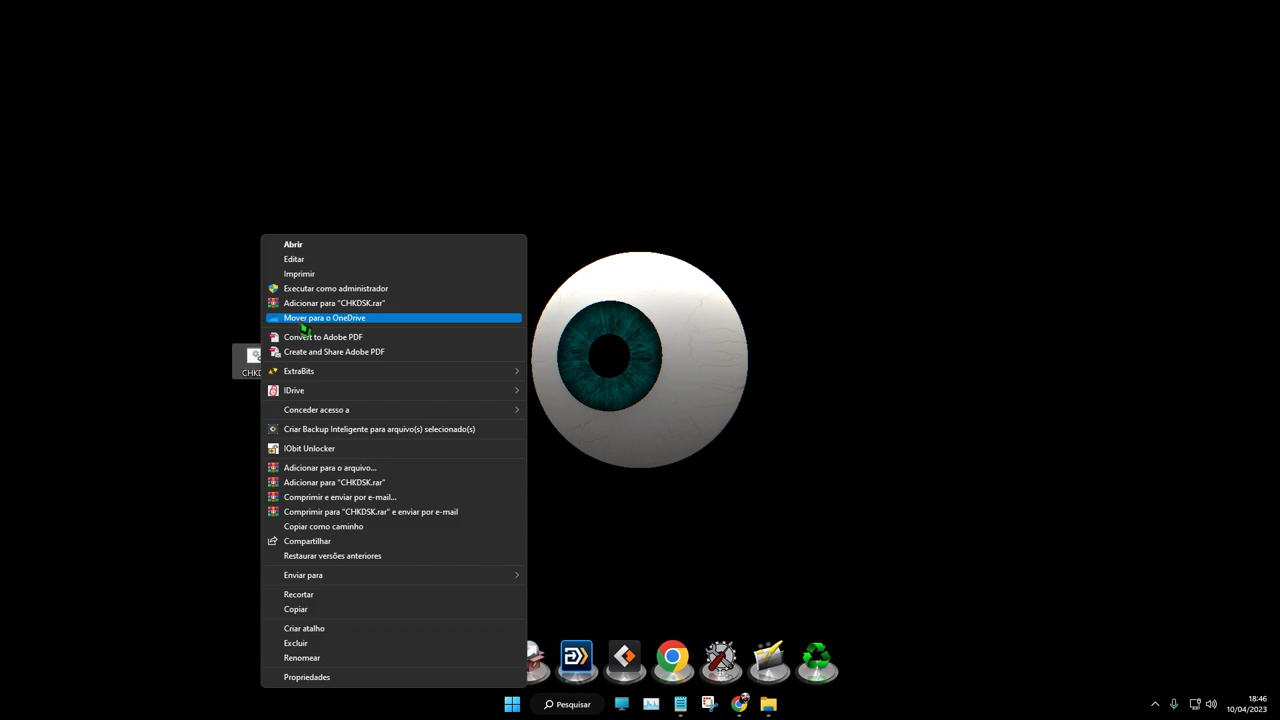 Abrir
Editar
Imprimir
Executar como administrador
Adicionar para "CHKDSK.rar"
Mover para o OneDrive
Convert to Adobe PDF
Create and Share Adobe PDF
ExtraBits
IDrive
Conceder acesso a
Criar Backup Inteligente para arquivo(s) selecionado(s)
IObit Unlocker
Adicionar para o arquivo...
Adicionar para "CHKDSK.rar"
Comprimir e enviar por e-mail...
Comprimir para "CHKDSK.rar" e enviar por e-mail
Copiar como caminho
Compartilhar
Restaurar versões anteriores
Enviar para
Recortar
Copiar
Criar atalho
Excluir
Renomear
Propriedades
Pesquisar
18:46
10/04/2023